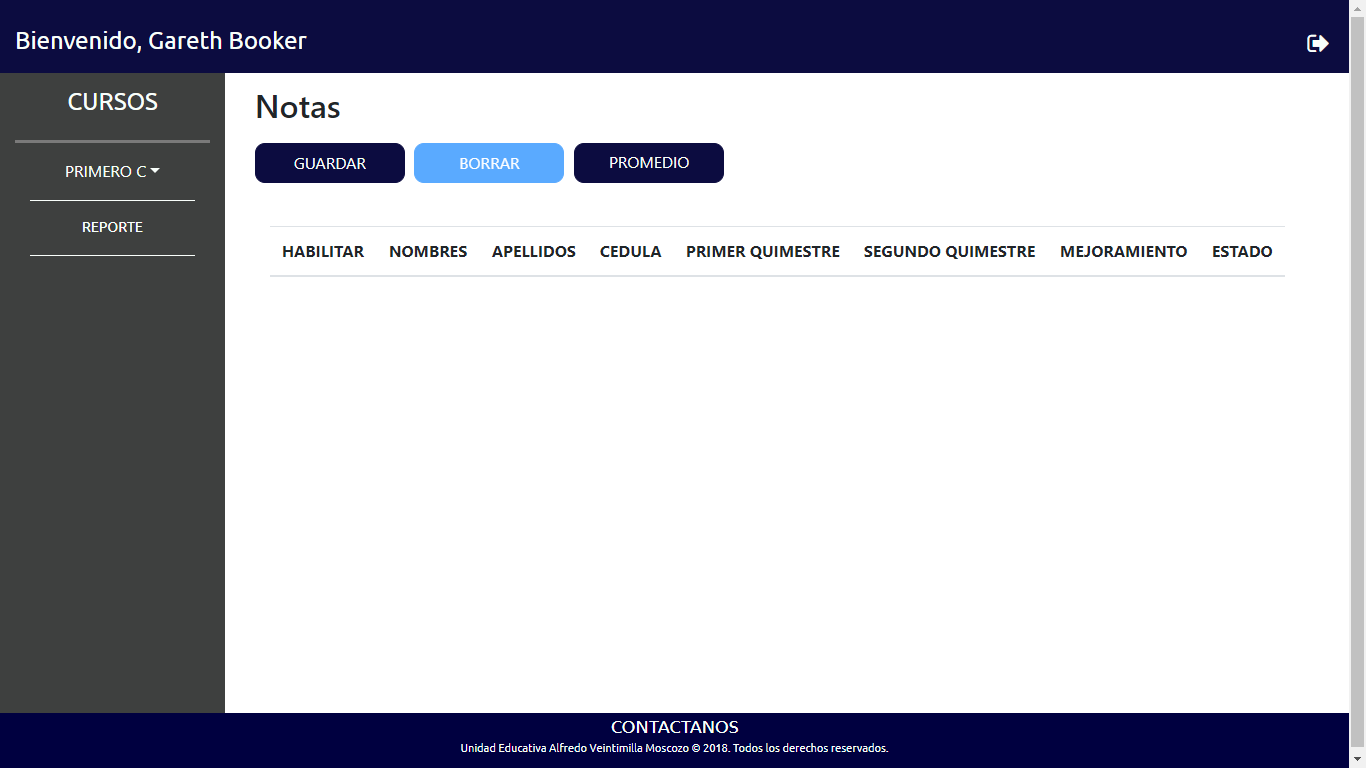 Bienvenido, Gareth Booker
CURSOS
PRIMERO C
REPORTE
Notas
GUARDAR BORRAR PROMEDIO
HABILITAR NOMBRES APELLIDOS CEDULA PRIMER QUIMESTRE SEGUNDO QUIMESTRE MEJORAMIENTO ESTADO
CONTACTANOS
Unidad Educativa Alfredo Veintimilla Moscozo © 2018. Todos los derechos reservados.